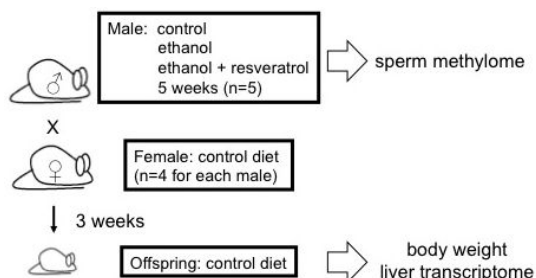 Male: control
ethanol
ethanol + resveratrol
5 weeks (n=5)
sperm methylome
♂
X
♀
Female: control diet
(n=4 for each male)
3 weeks
Offspring: control diet
body weight
liver transcriptome